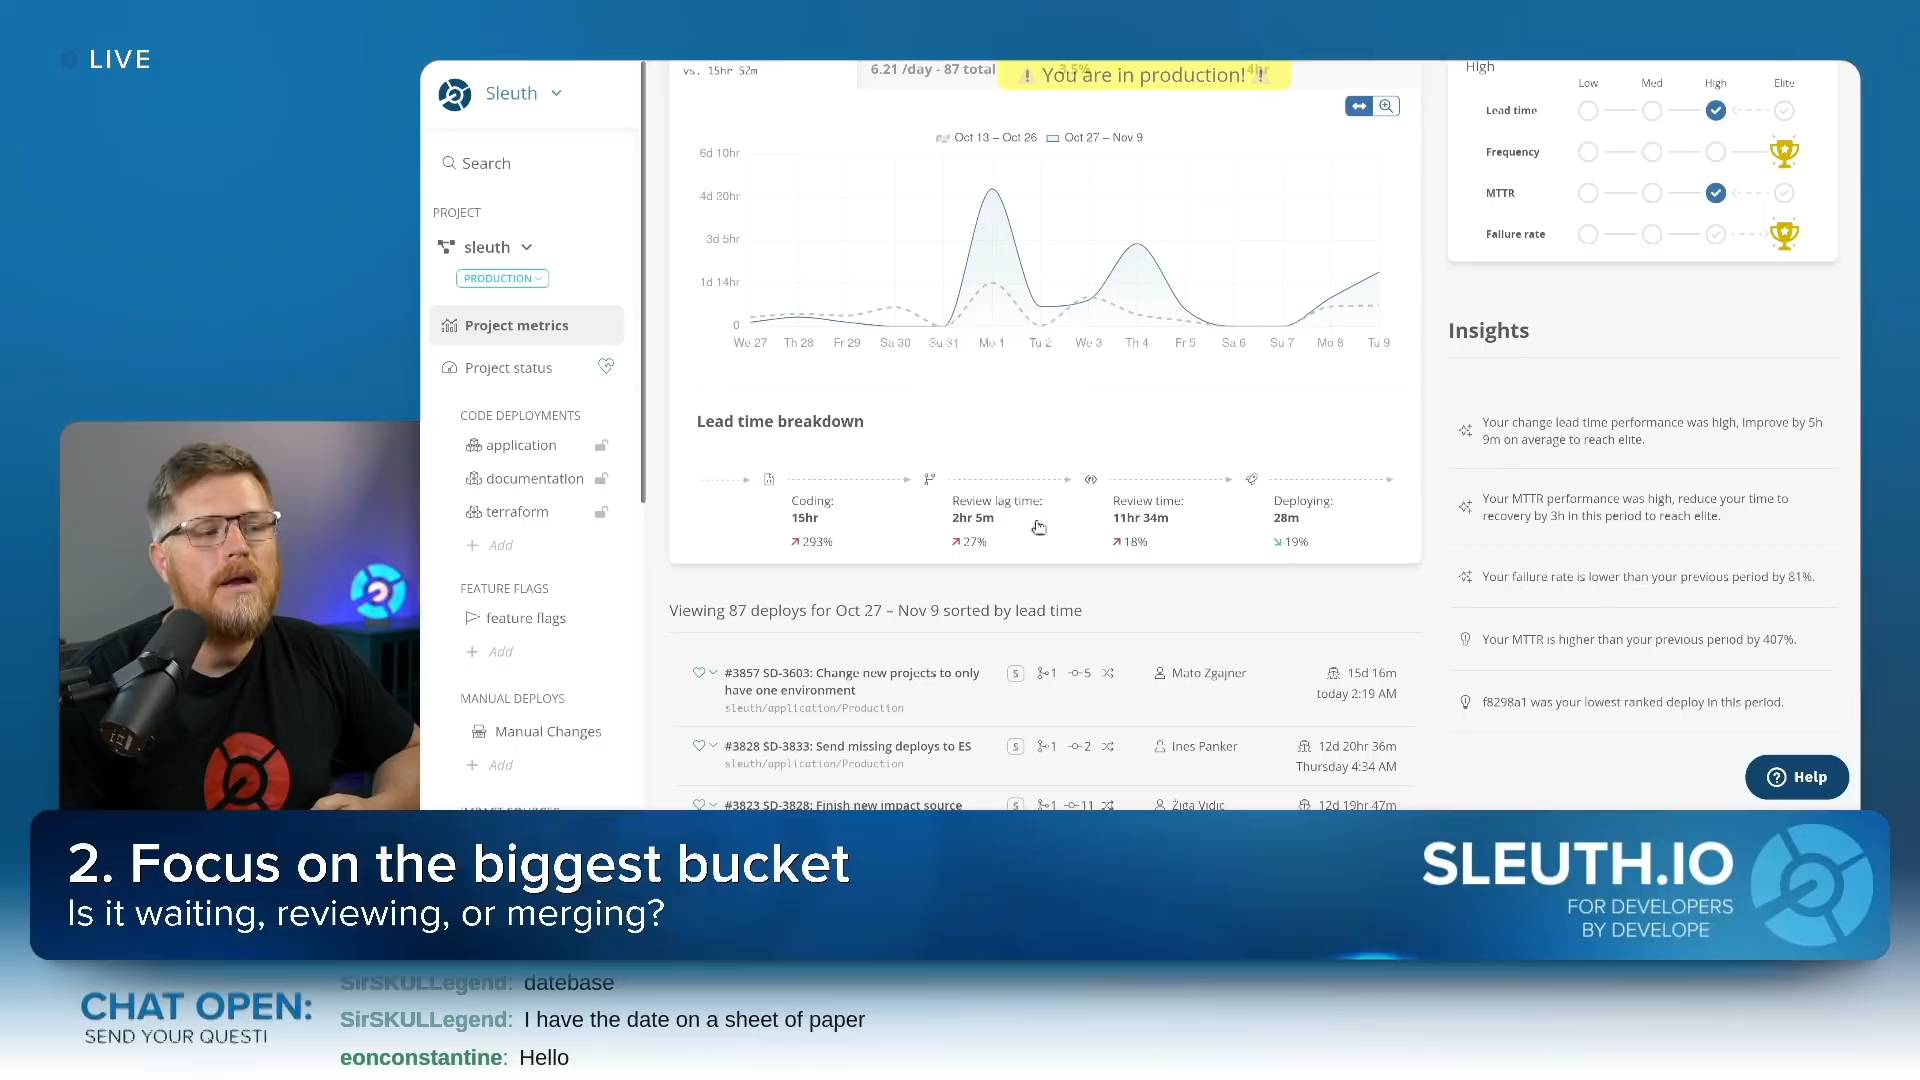 LIVE
Sleuth
Search
PROJECT
sleuth
PRODUCTION
Project metrics
Project status
CODE DEPLOYMENTS
application
documentation
terraform
+ Add
FEATURE FLAGS
feature flags
+ Add
MANUAL DEPLOYS
Manual Changes
+ Add
vs. 15hr 52m
6.21 /day - 87 total
3.5%
4hr
You are in production!
Oct 13 – Oct 26
Oct 27 – Nov 9
6d 10hr
4d 20hr
3d 5hr
1d 14hr
0
We 27 Th 28 Fr 29 Sa 30 Su 31 Mo 1 Tu 2 We 3 Th 4 Fr 5 Sa 6 Su 7 Mo 8 Tu 9
Lead time breakdown
Coding:
15hr
293%
Review lag time:
2hr 5m
27%
Review time:
11hr 34m
18%
Deploying:
28m
19%
Viewing 87 deploys for Oct 27 – Nov 9 sorted by lead time
#3857 SD-3603: Change new projects to only
have one environment
sleuth/application/Production
S 1 5
Mato Zgajner
15d 16m
today 2:19 AM
#3828 SD-3833: Send missing deploys to ES
sleuth/application/Production
S 1 2
Ines Panker
12d 20hr 36m
Thursday 4:34 AM
#3823 SD-3828: Finish new impact source
S 1 11
Žiga Vidic
12d 19hr 47m
High
Low Med High Elite
Lead time
Frequency
MTTR
Failure rate
Insights
Your change lead time performance was high, improve by 5h
9m on average to reach elite.
Your MTTR performance was high, reduce your time to
recovery by 3h in this period to reach elite.
Your failure rate is lower than your previous period by 81%.
Your MTTR is higher than your previous period by 407%.
f8298a1 was your lowest ranked deploy in this period.
Help
2. Focus on the biggest bucket
Is it waiting, reviewing, or merging?
SLEUTH.IO
FOR DEVELOPERS
BY DEVELOPE
CHAT OPEN:
SEND YOUR QUESTI
SirSKULLegend: datebase
SirSKULLegend: I have the date on a sheet of paper
eonconstantine: Hello